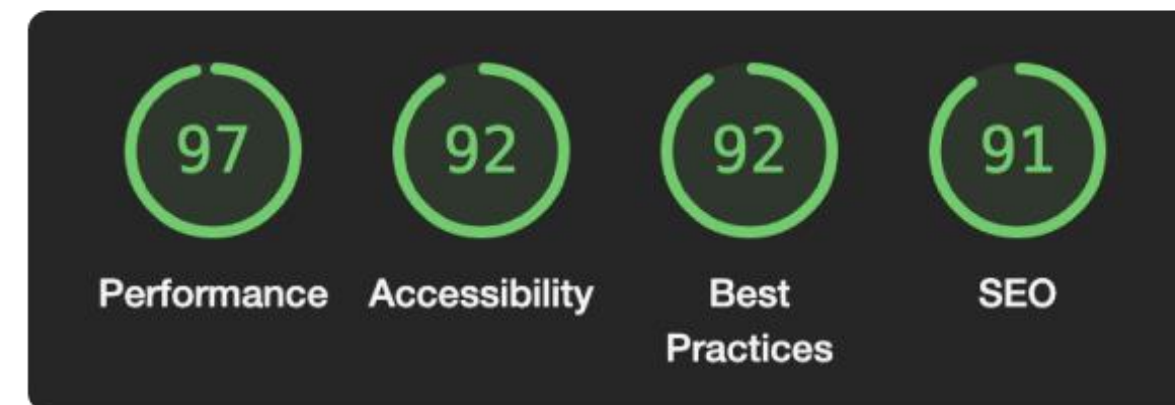 97
92
92
91
Performance
Accessibility
Best
Practices
SEO